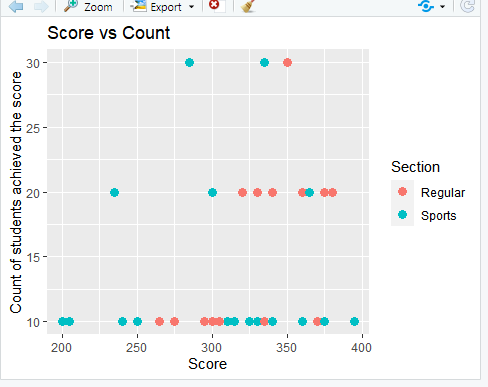 Zoom Export
Score vs Count
Count of students achieved the score
30
25
20
15
10
200 250 300 350 400
Score
Section
Regular
Sports